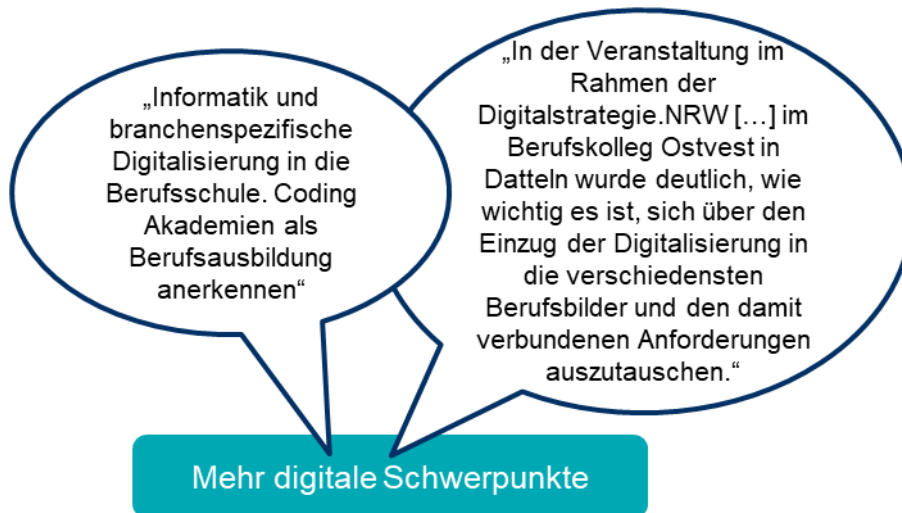 „Informatik und
branchenspezifische
Digitalisierung in die
Berufsschule. Coding
Akademien als
Berufsausbildung
anerkennen“
„In der Veranstaltung im
Rahmen der
Digitalstrategie.NRW […] im
Berufskolleg Ostvest in
Datteln wurde deutlich, wie
wichtig es ist, sich über den
Einzug der Digitalisierung in
die verschiedensten
Berufsbilder und den damit
verbundenen Anforderungen
auszutauschen.“
Mehr digitale Schwerpunkte